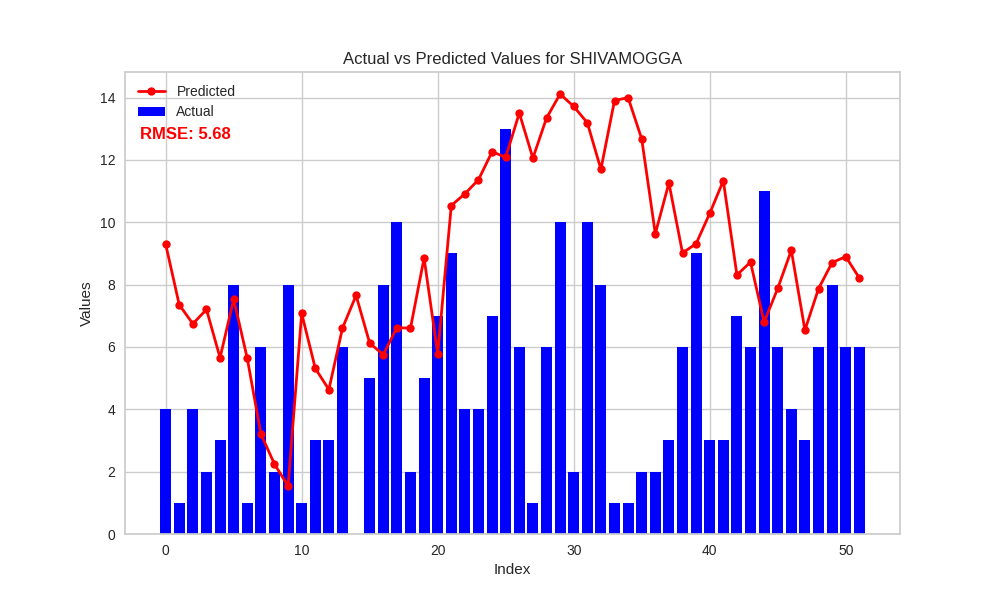 Actual vs Predicted Values for SHIVAMOGGA
Predicted
Actual
RMSE: 5.68
Values
14
12
10
8
6
4
2
0
0 10 20 30 40 50
Index